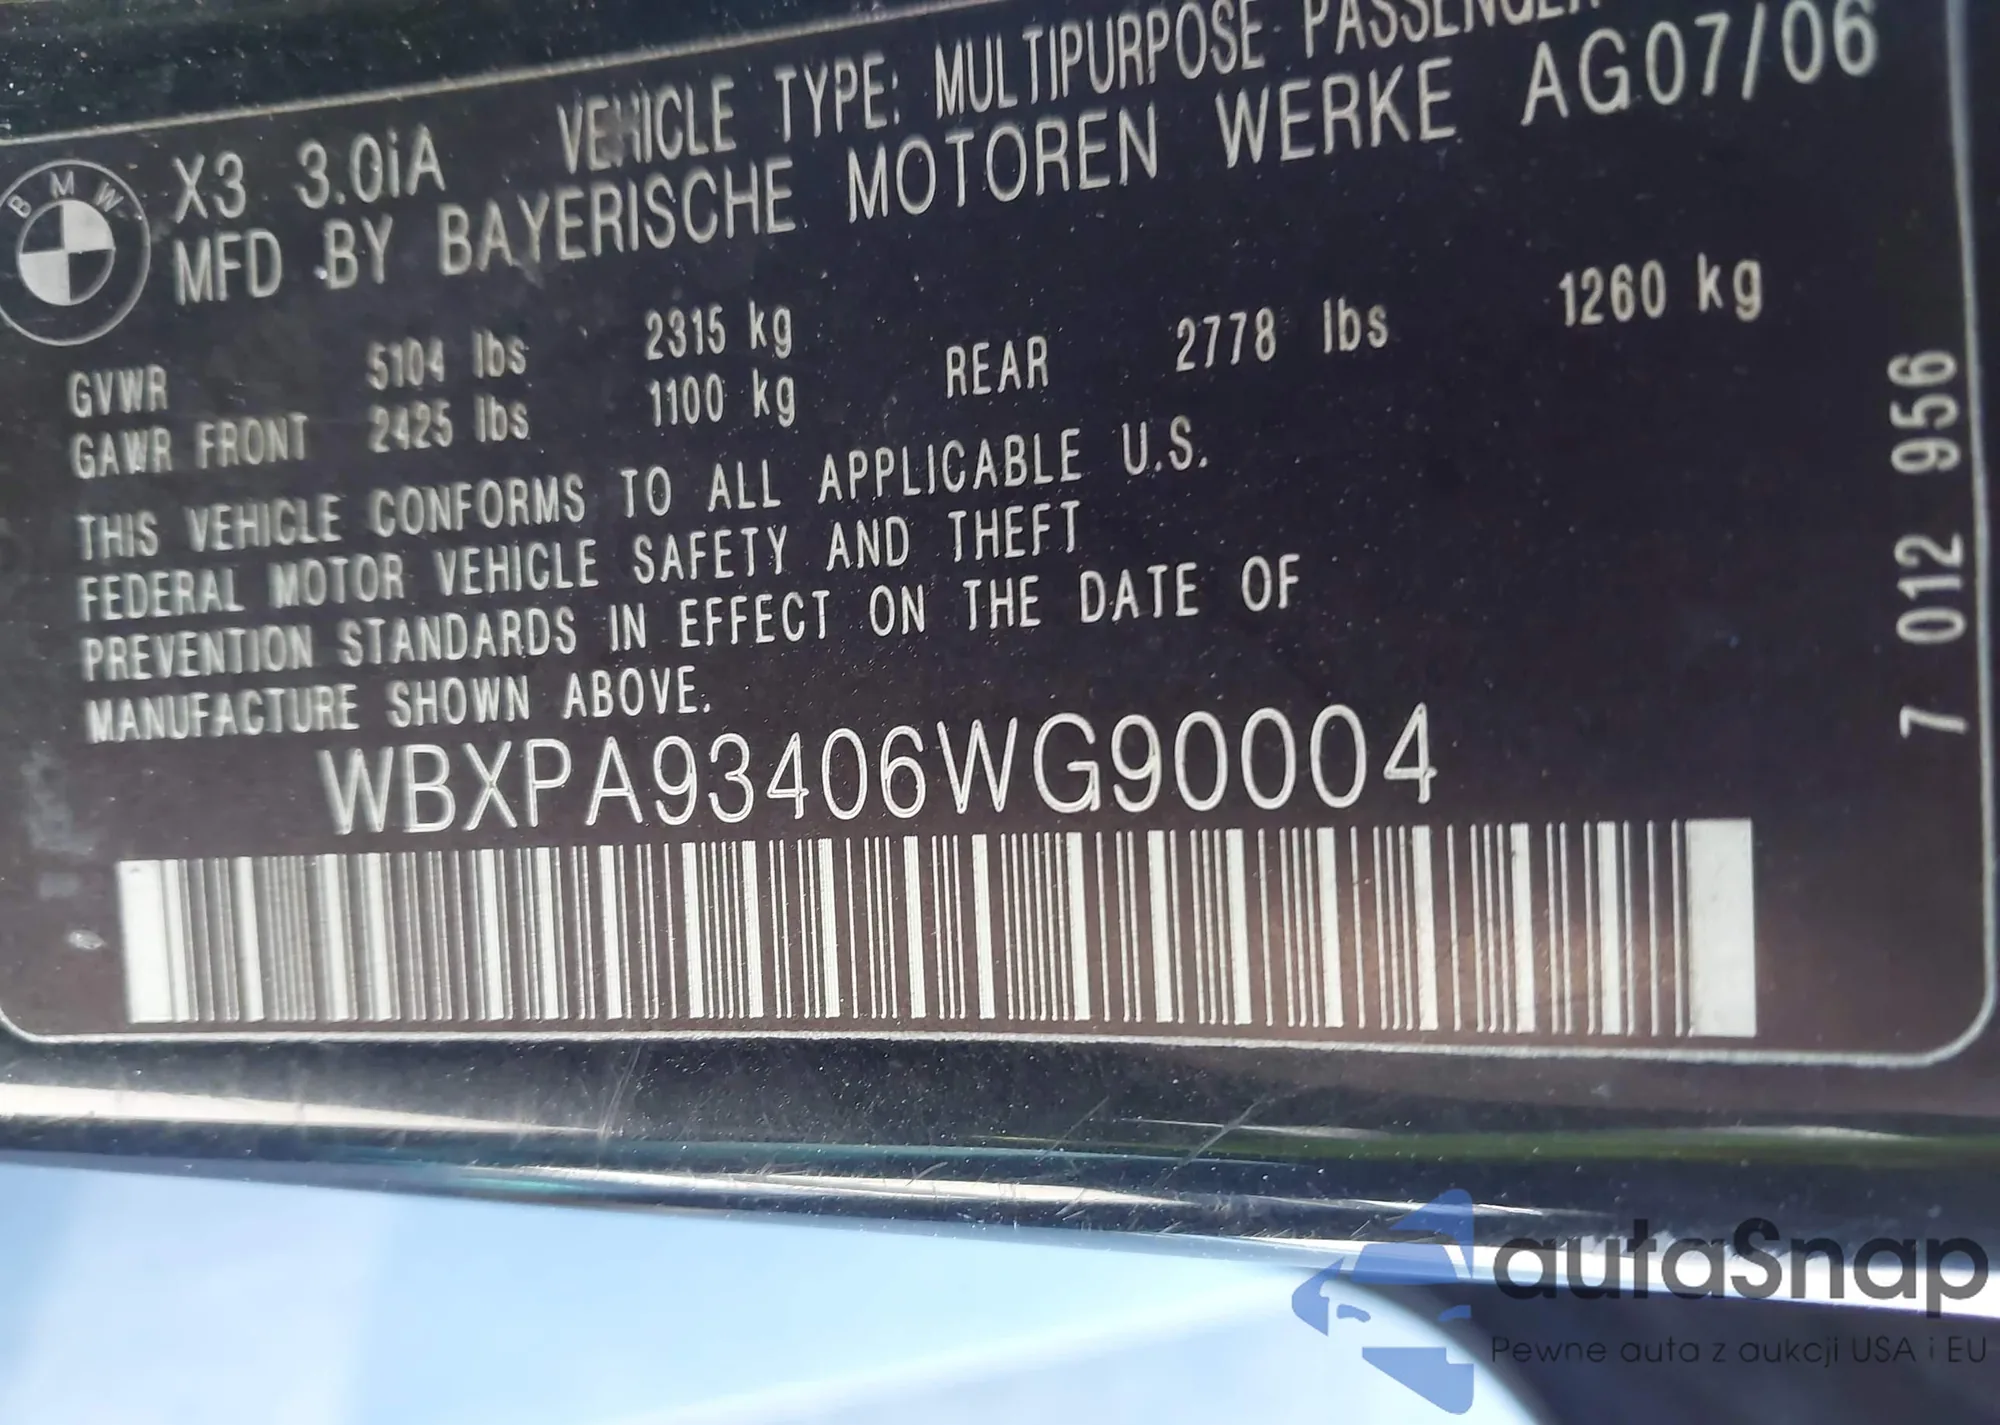 BMW
X3 3.0iA VEHICLE TYPE: MULTIPURPOSE PASSENGER
MFD BY BAYERISCHE MOTOREN WERKE AG07/06
GVWR 5104 lbs 2315 kg
GAWR FRONT 2425 lbs 1100 kg REAR 2778 lbs 1260 kg
THIS VEHICLE CONFORMS TO ALL APPLICABLE U.S.
FEDERAL MOTOR VEHICLE SAFETY AND THEFT
PREVENTION STANDARDS IN EFFECT ON THE DATE OF
MANUFACTURE SHOWN ABOVE.
WBXPA93406WG90004
7 012 956
autaSnap
Pewne auta z aukcji USA i EU